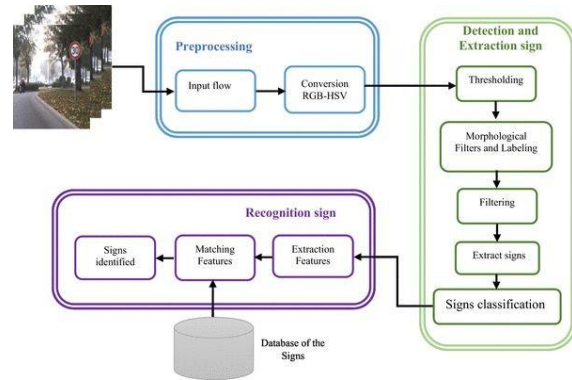 Preprocessing
Input flow
Conversion
RGB-HSV
Detection and
Extraction sign
Thresholding
Morphological
Filters and Labeling
Filtering
Extract signs
Signs classification
Recognition sign
Extraction
Features
Matching
Features
Signs
identified
Database of the
Signs